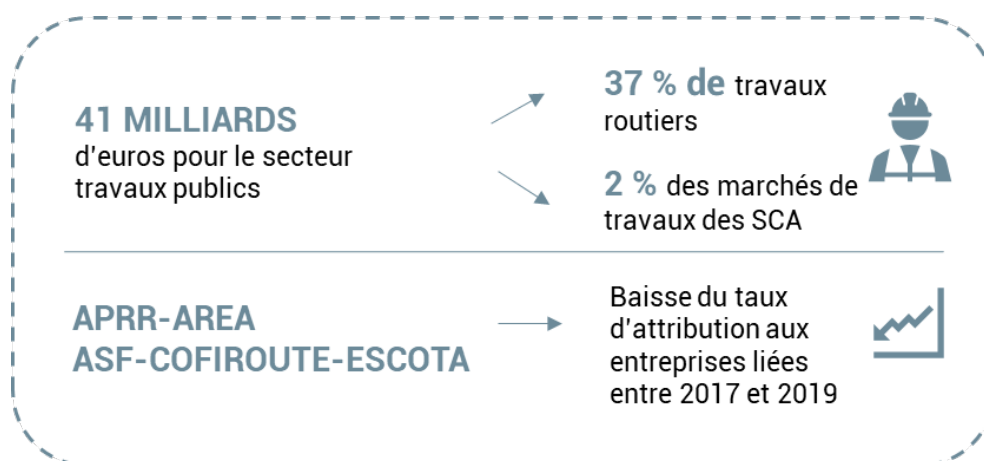 41 MILLIARDS
d'euros pour le secteur
travaux publics
37 % de travaux
routiers
2 % des marchés de
travaux des SCA
APRR-AREA
ASF-COFIROUTE-ESCOTA
Baisse du taux
d'attribution aux
entreprises liées
entre 2017 et 2019